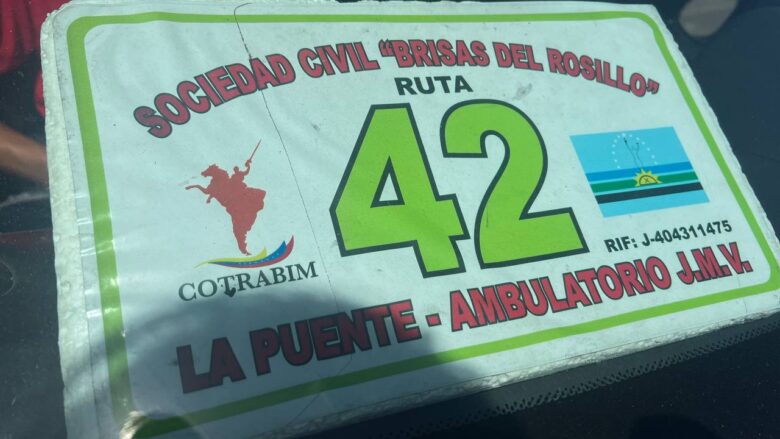 SOCIEDAD CIVIL "BRISAS DEL ROSILLO"
RUTA
42
COTRABIM
RIF: J-404311475
LA PUENTE - AMBULATORIO J.M.V.